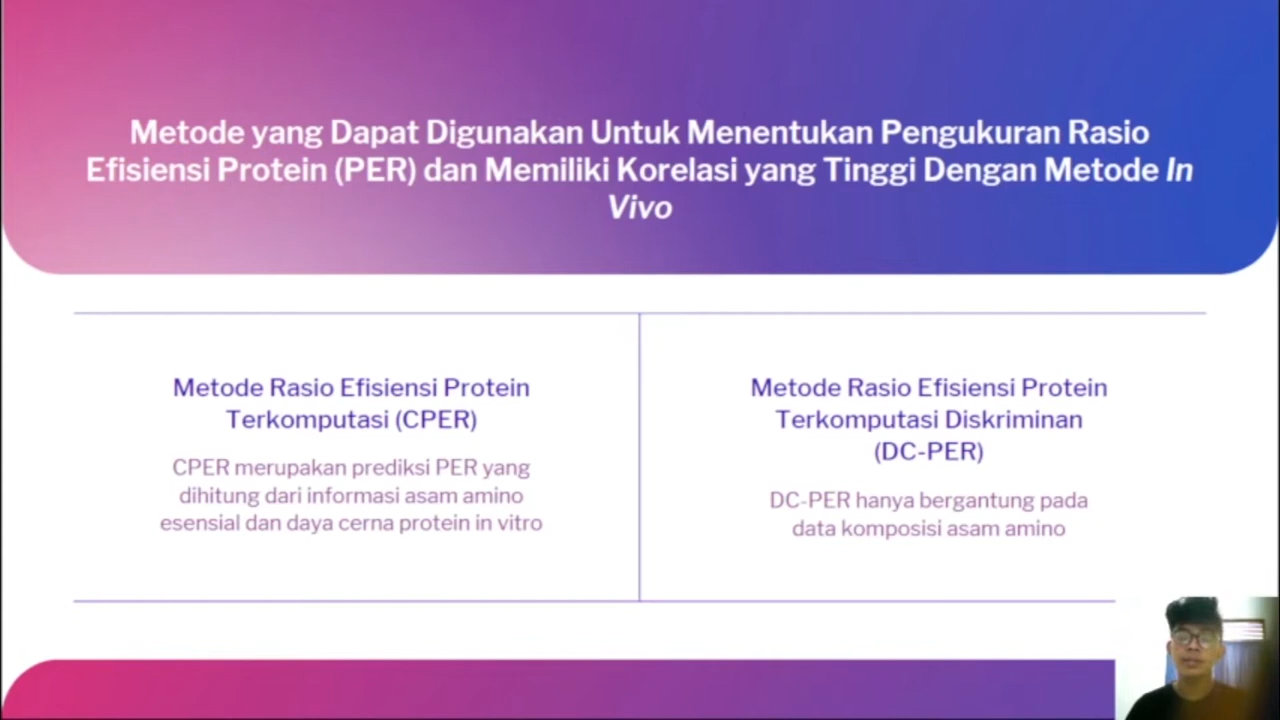 Metode yang Dapat Digunakan Untuk Menentukan Pengukuran Rasio
Efisiensi Protein (PER) dan Memiliki Korelasi yang Tinggi Dengan Metode In
Vivo
Metode Rasio Efisiensi Protein
Terkomputasi (CPER)
CPER merupakan prediksi PER yang
dihitung dari informasi asam amino
esensial dan daya cerna protein in vitro
Metode Rasio Efisiensi Protein
Terkomputasi Diskriminan
(DC-PER)
DC-PER hanya bergantung pada
data komposisi asam amino